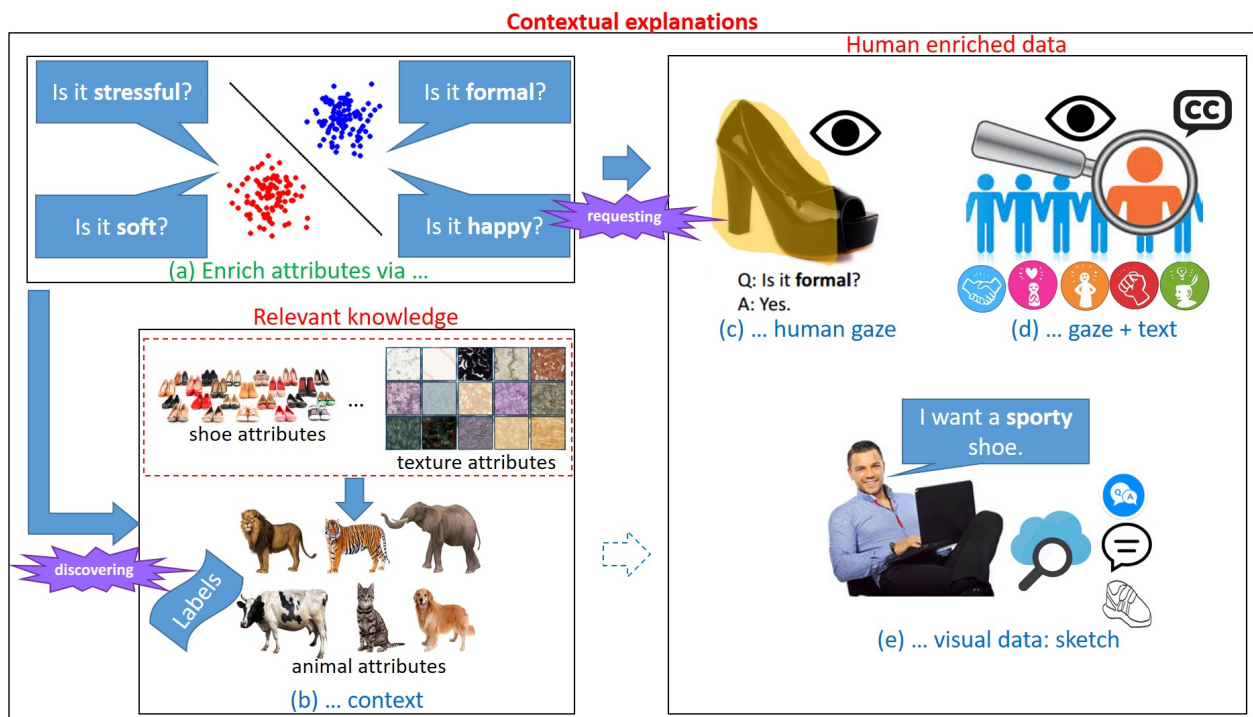 Contextual explanations
Is it stressful?
Is it formal?
Is it soft?
Is it happy?
(a) Enrich attributes via ...
requesting
Human enriched data
CC
Q: Is it formal?
A: Yes.
(c) ... human gaze
(d) ... gaze + text
Relevant knowledge
shoe attributes
...
texture attributes
discovering
Labels
animal attributes
(b) ... context
I want a sporty
shoe.
Q A
(e) ... visual data: sketch